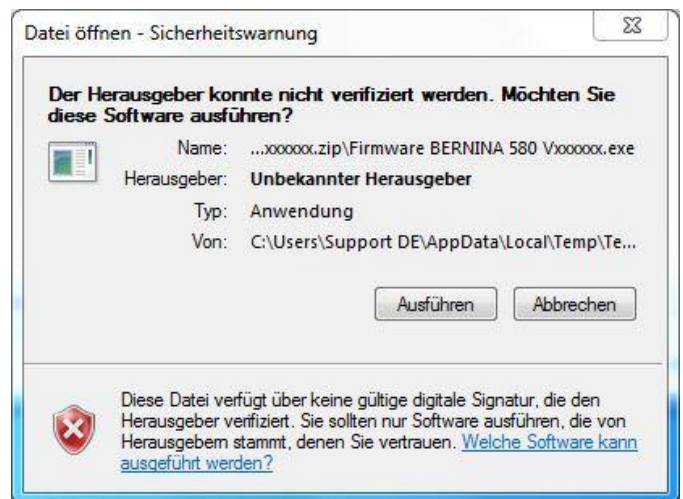 Datei öffnen - Sicherheitswarnung
Der Herausgeber konnte nicht verifiziert werden. Möchten Sie
diese Software ausführen?
Name: ...xxxxxx.zip\Firmware BERNINA 580 Vxxxxxx.exe
Herausgeber: Unbekannter Herausgeber
Typ: Anwendung
Von: C:\Users\Support DE\AppData\Local\Temp\Te...
Ausführen Abbrechen
Diese Datei verfügt über keine gültige digitale Signatur, die den
Herausgeber verifiziert. Sie sollten nur Software ausführen, die von
Herausgebern stammt, denen Sie vertrauen. Welche Software kann
ausgeführt werden?